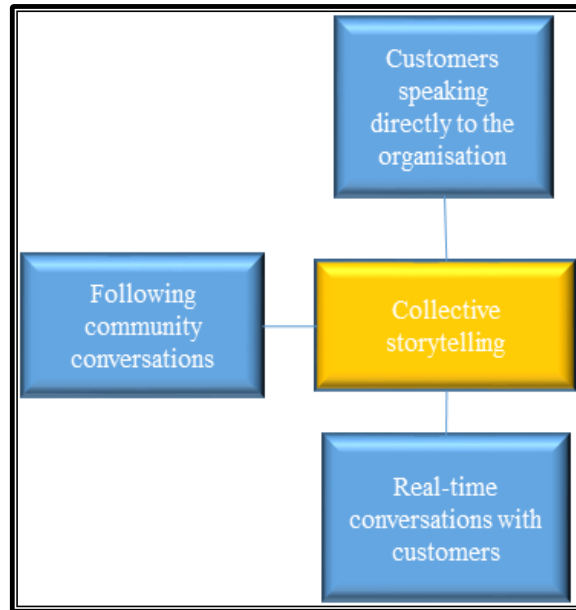 Customers
speaking
directly to the
organisation
Following
community
conversations
Collective
storytelling
Real-time
conversations with
customers